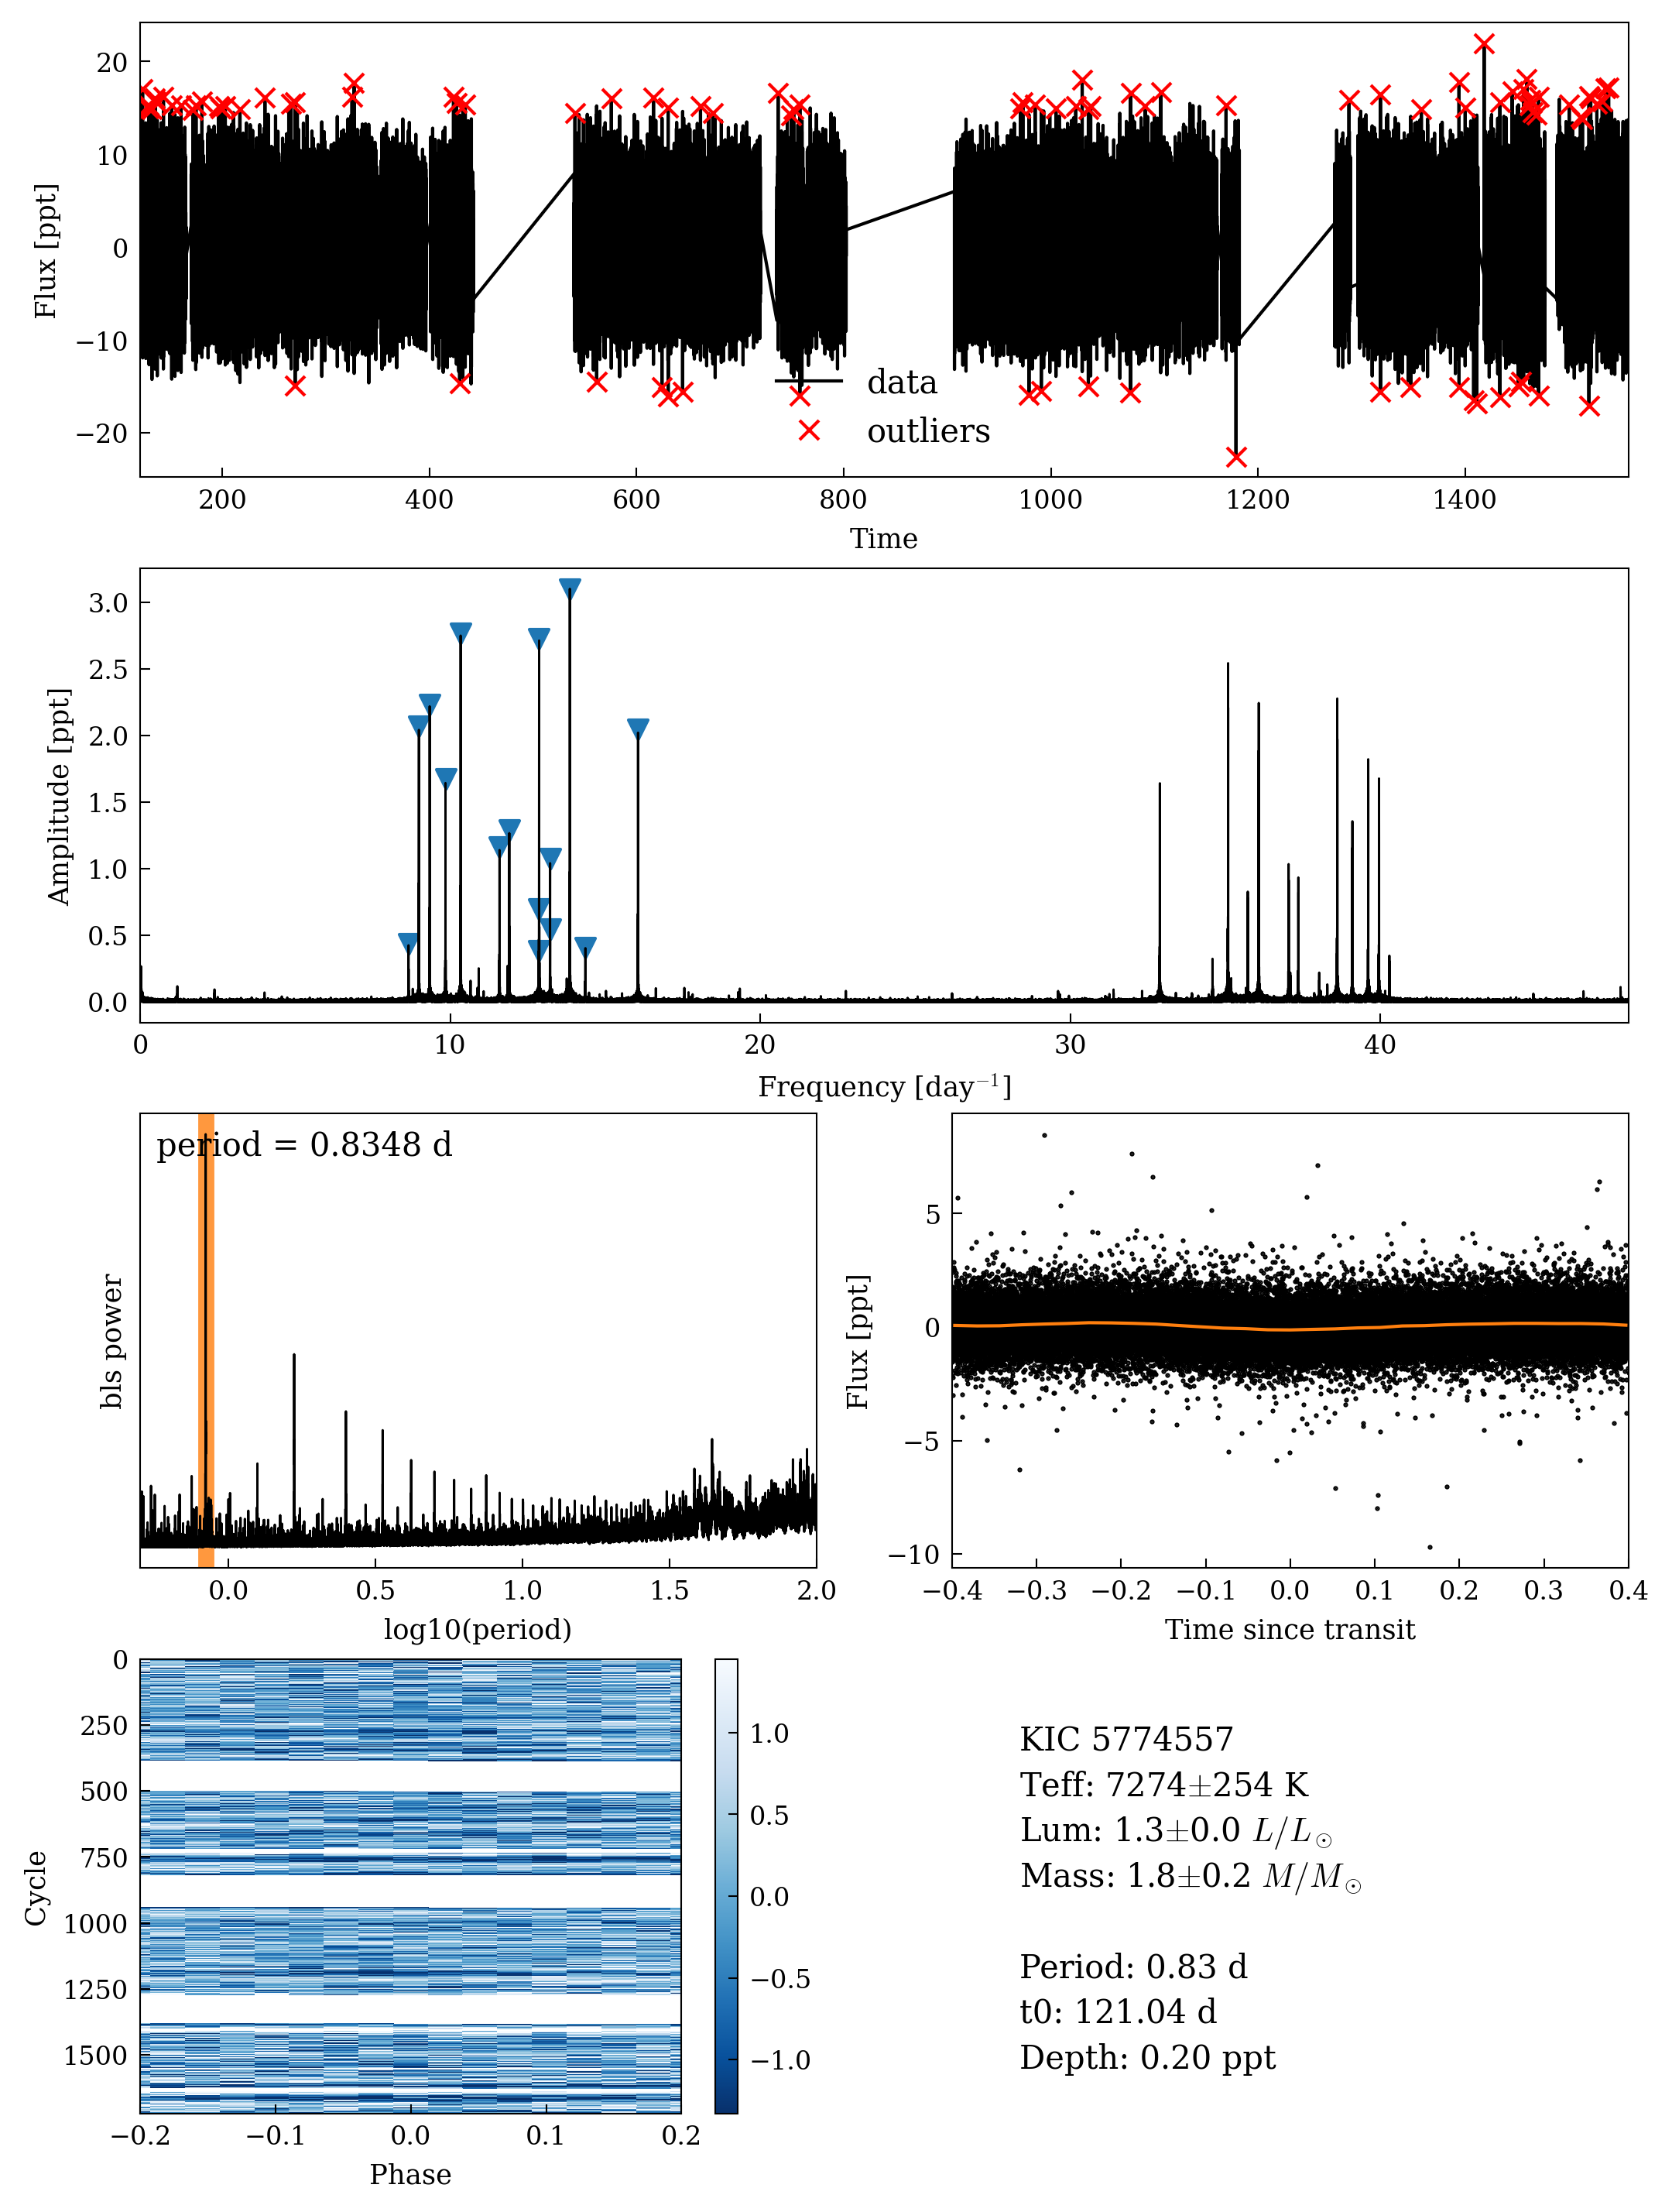 20
10
0
−10
−20
Flux [ppt]
data
outliers
200 400 600 800 1000 1200 1400
Time
3.0
2.5
2.0
1.5
1.0
0.5
0.0
Amplitude [ppt]
0 10 20 30 40
Frequency [day⁻¹]
period = 0.8348 d
bls power
0.0 0.5 1.0 1.5 2.0
log10(period)
5
0
−5
−10
Flux [ppt]
−0.4 −0.3 −0.2 −0.1 0.0 0.1 0.2 0.3 0.4
Time since transit
0
250
500
750
1000
1250
1500
Cycle
−0.2 −0.1 0.0 0.1 0.2
Phase
1.0
0.5
0.0
−0.5
−1.0
KIC 5774557
Teff: 7274±254 K
Lum: 1.3±0.0 L/L⊙
Mass: 1.8±0.2 M/M⊙
Period: 0.83 d
t0: 121.04 d
Depth: 0.20 ppt